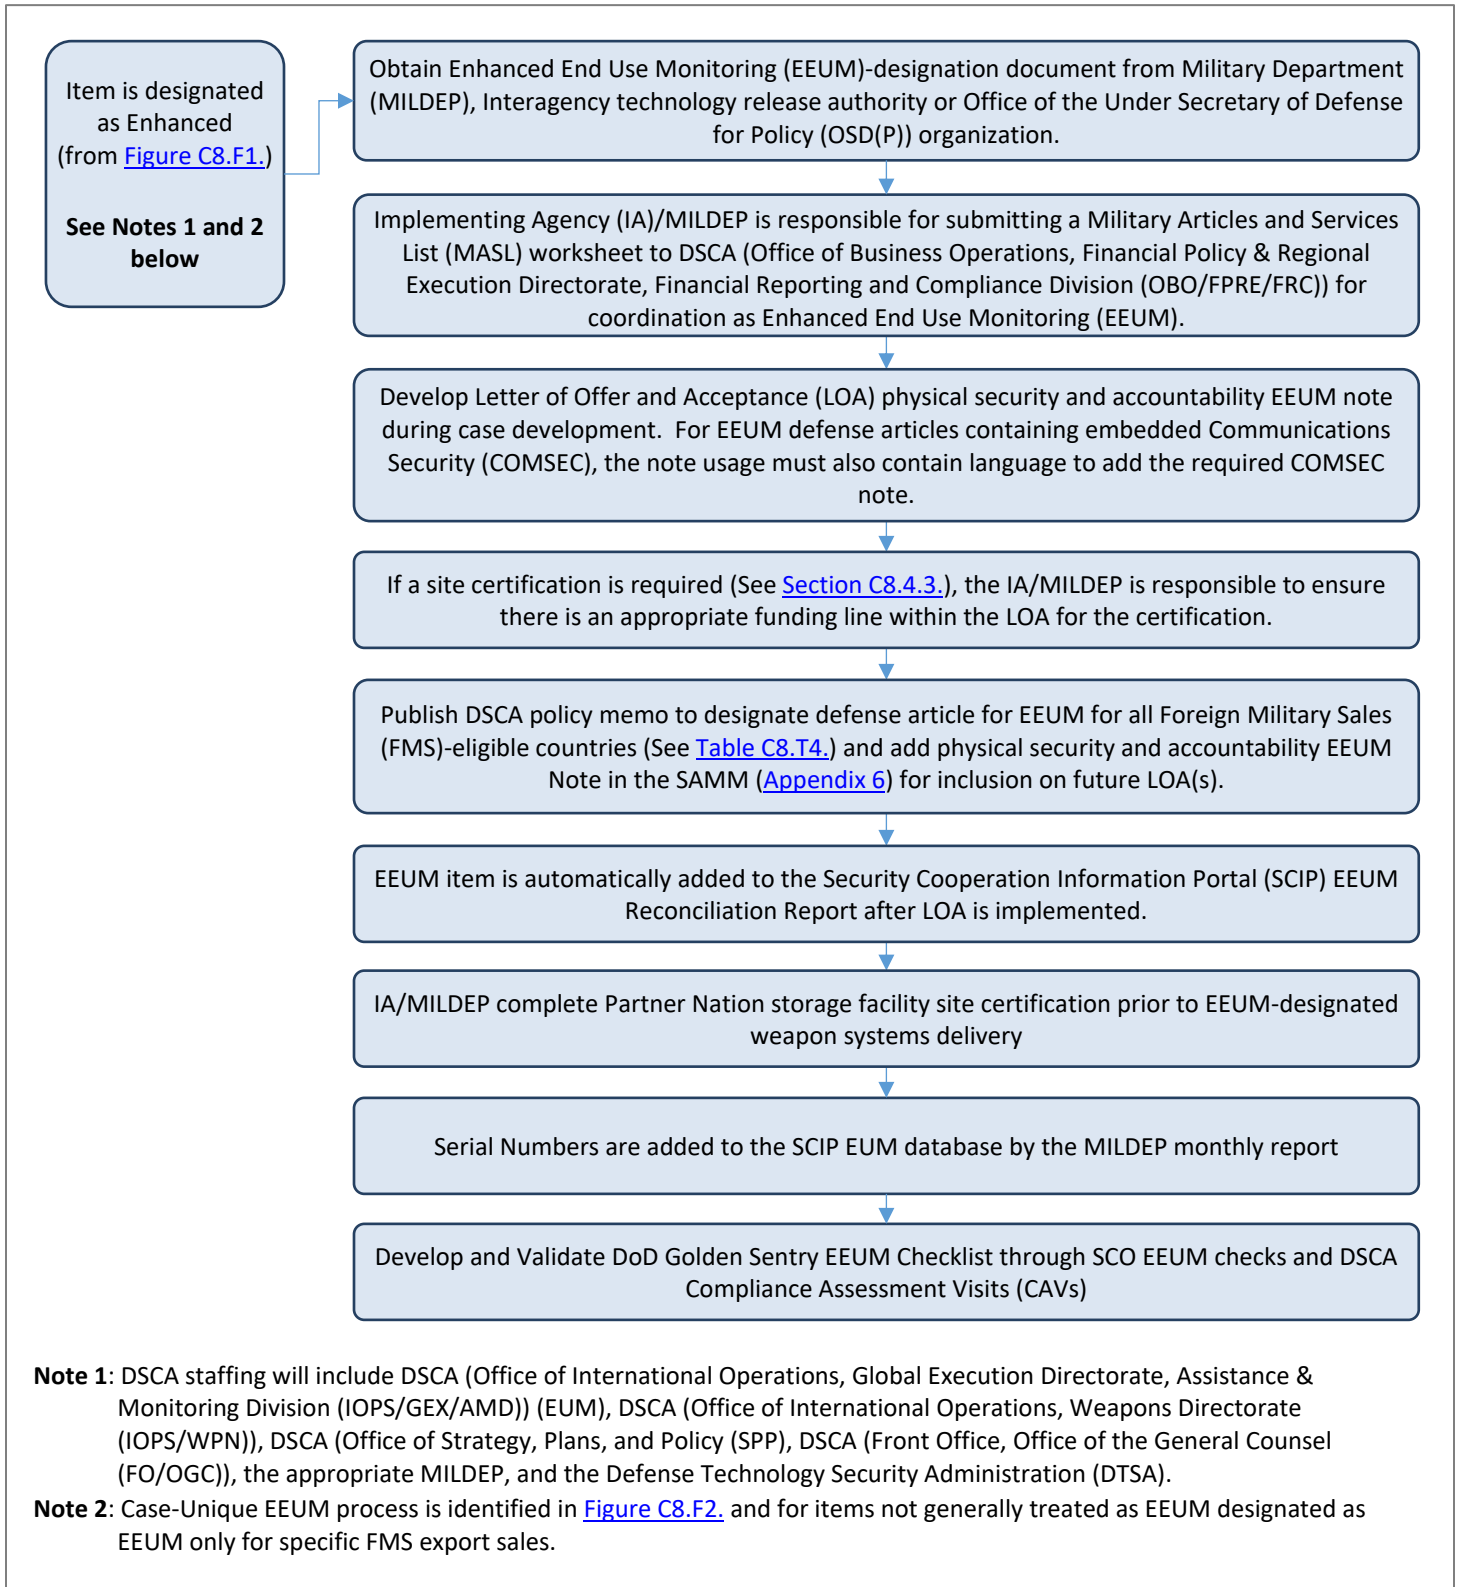 Item is designated
as Enhanced
(from Figure C8.F1.)
See Notes 1 and 2
below
Obtain Enhanced End Use Monitoring (EEUM)-designation document from Military Department
(MILDEP), Interagency technology release authority or Office of the Under Secretary of Defense
for Policy (OSD(P)) organization.
Implementing Agency (IA)/MILDEP is responsible for submitting a Military Articles and Services
List (MASL) worksheet to DSCA (Office of Business Operations, Financial Policy & Regional
Execution Directorate, Financial Reporting and Compliance Division (OBO/FPRE/FRC)) for
coordination as Enhanced End Use Monitoring (EEUM).
Develop Letter of Offer and Acceptance (LOA) physical security and accountability EEUM note
during case development.  For EEUM defense articles containing embedded Communications
Security (COMSEC), the note usage must also contain language to add the required COMSEC
note.
If a site certification is required (See Section C8.4.3.), the IA/MILDEP is responsible to ensure
there is an appropriate funding line within the LOA for the certification.
Publish DSCA policy memo to designate defense article for EEUM for all Foreign Military Sales
(FMS)-eligible countries (See Table C8.T4.) and add physical security and accountability EEUM
Note in the SAMM (Appendix 6) for inclusion on future LOA(s).
EEUM item is automatically added to the Security Cooperation Information Portal (SCIP) EEUM
Reconciliation Report after LOA is implemented.
IA/MILDEP complete Partner Nation storage facility site certification prior to EEUM-designated
weapon systems delivery
Serial Numbers are added to the SCIP EUM database by the MILDEP monthly report
Develop and Validate DoD Golden Sentry EEUM Checklist through SCO EEUM checks and DSCA
Compliance Assessment Visits (CAVs)
Note 1: DSCA staffing will include DSCA (Office of International Operations, Global Execution Directorate, Assistance &
Monitoring Division (IOPS/GEX/AMD)) (EUM), DSCA (Office of International Operations, Weapons Directorate
(IOPS/WPN)), DSCA (Office of Strategy, Plans, and Policy (SPP), DSCA (Front Office, Office of the General Counsel
(FO/OGC)), the appropriate MILDEP, and the Defense Technology Security Administration (DTSA).
Note 2: Case-Unique EEUM process is identified in Figure C8.F2. and for items not generally treated as EEUM designated as
EEUM only for specific FMS export sales.